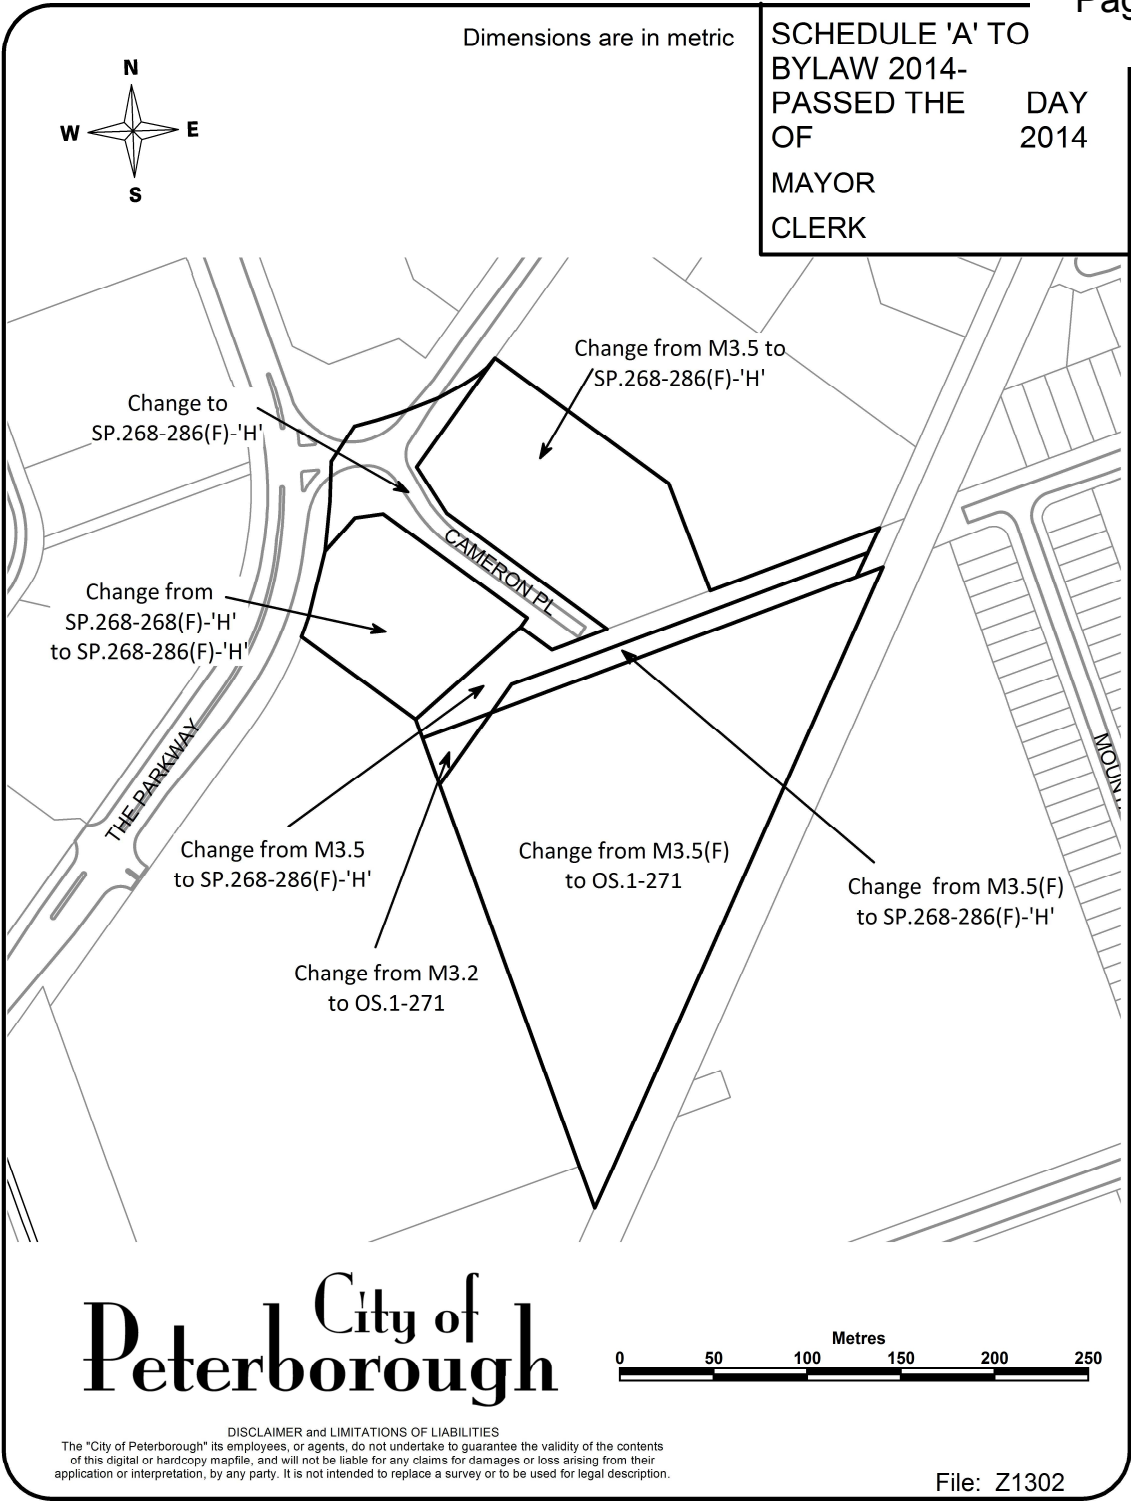 Pag
Dimensions are in metric
SCHEDULE 'A' TO
BYLAW 2014-
PASSED THE DAY
OF 2014
MAYOR
CLERK
N
W E
S
Change from M3.5 to
SP.268-286(F)-'H'
Change to
SP.268-286(F)-'H'
CAMERON PL
Change from
SP.268-268(F)-'H'
to SP.268-286(F)-'H'
THE PARKWAY
MOUN
Change from M3.5
to SP.268-286(F)-'H'
Change from M3.5(F)
to OS.1-271
Change from M3.5(F)
to SP.268-286(F)-'H'
Change from M3.2
to OS.1-271
City of
Peterborough
Metres
0 50 100 150 200 250
DISCLAIMER and LIMITATIONS OF LIABILITIES
The "City of Peterborough" its employees, or agents, do not undertake to guarantee the validity of the contents
of this digital or hardcopy mapfile, and will not be liable for any claims for damages or loss arising from their
application or interpretation, by any party. It is not intended to replace a survey or to be used for legal description.
File: Z1302